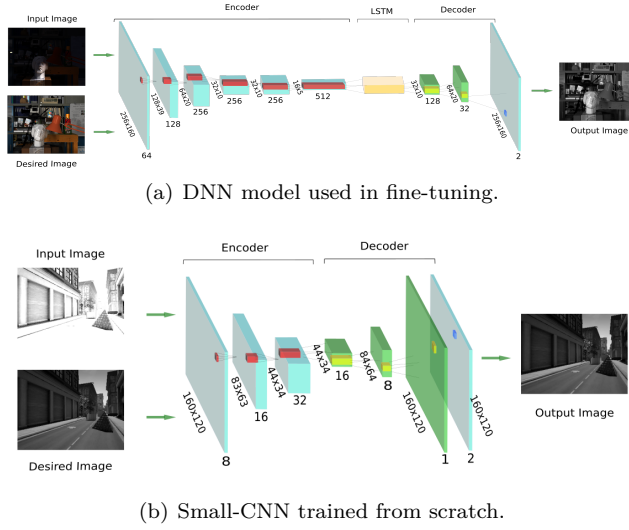 Encoder
LSTM
Decoder
Input Image
Desired Image
256x160
64
128x39
128
64x20
256
32x10
256
32x10
256
16x5
512
32x10
128
64x20
32
256x160
2
Output Image
(a) DNN model used in fine-tuning.
Encoder
Decoder
Input Image
Desired Image
160x120
8
83x63
16
44x34
32
44x34
16
84x64
8
160x120
1
160x120
2
Output Image
(b) Small-CNN trained from scratch.